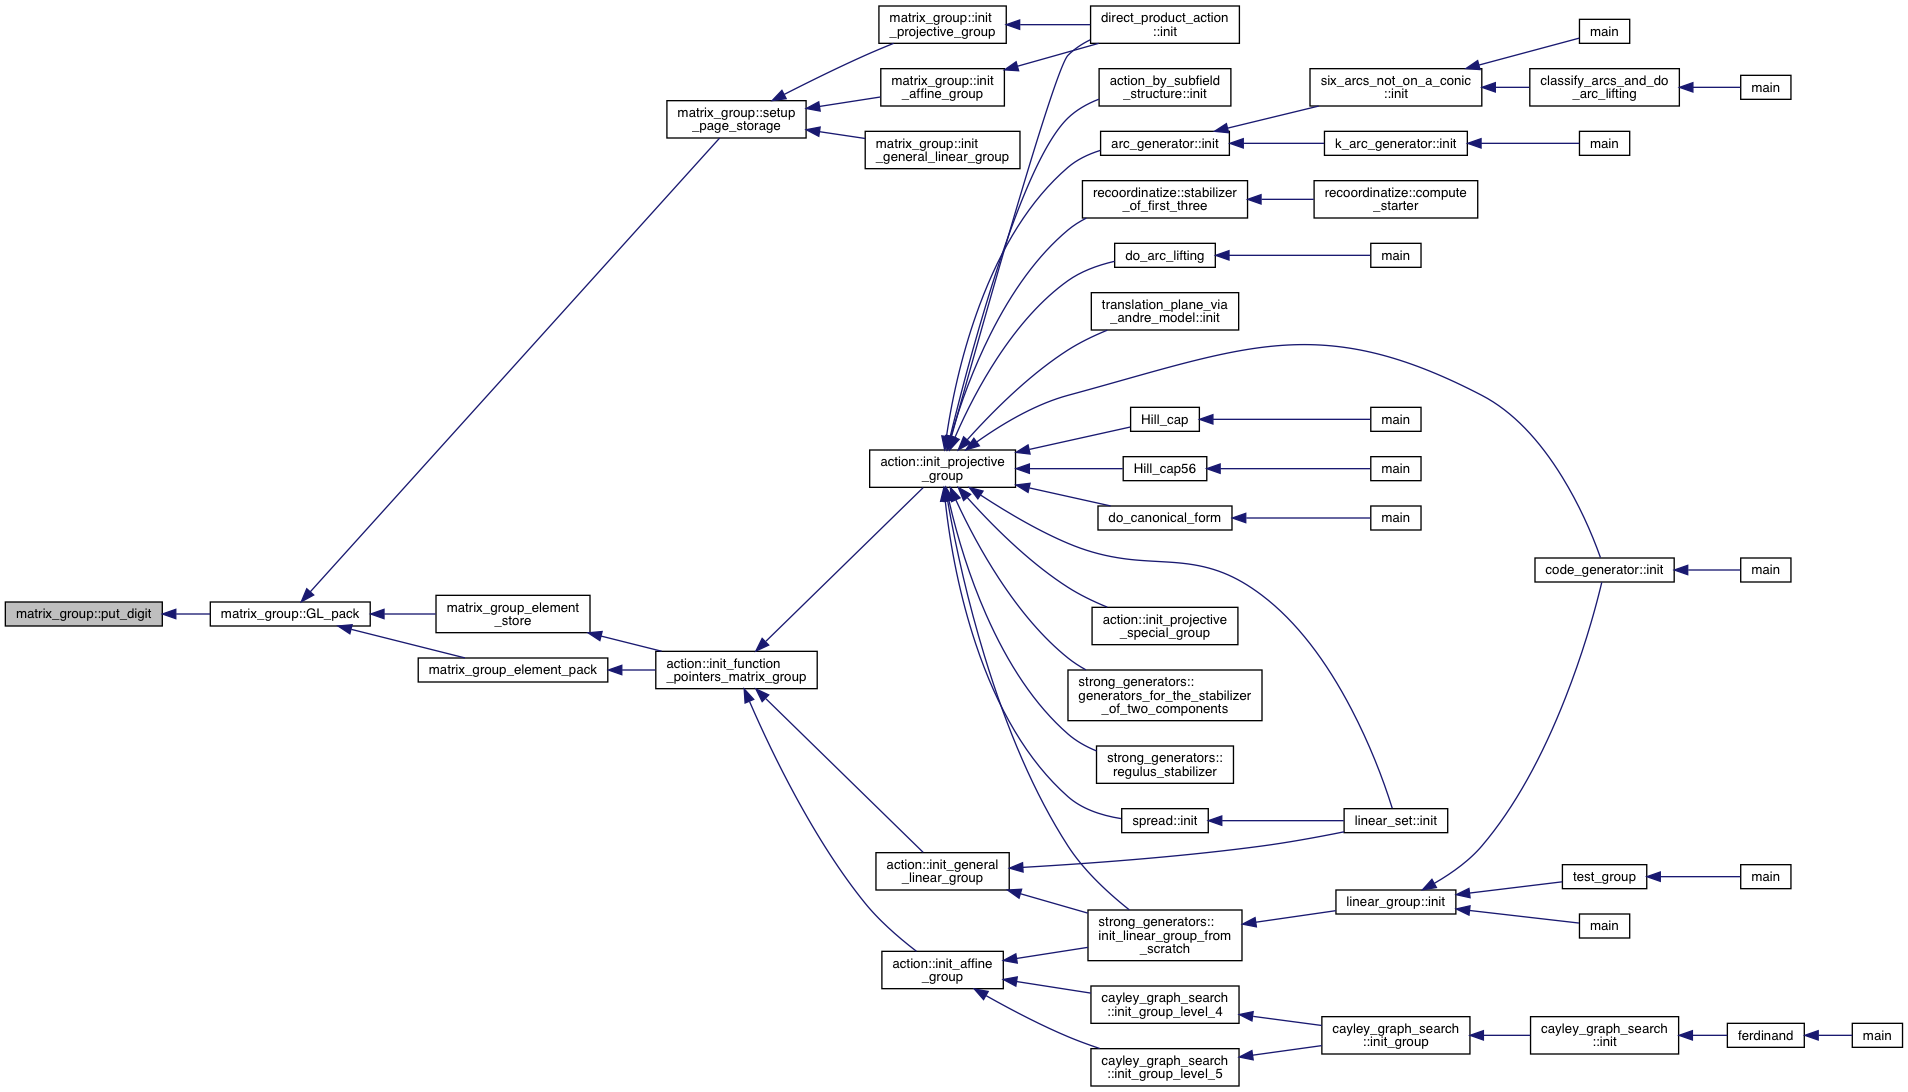 matrix_group::put_digit
matrix_group::GL_pack
matrix_group::setup
_page_storage
matrix_group::init
_projective_group
direct_product_action
::init
matrix_group::init
_affine_group
matrix_group::init
_general_linear_group
matrix_group_element
_store
matrix_group_element_pack
action::init_function
_pointers_matrix_group
action::init_projective
_group
action_by_subfield
_structure::init
arc_generator::init
six_arcs_not_on_a_conic
::init
main
classify_arcs_and_do
_arc_lifting
main
k_arc_generator::init
main
recoordinatize::stabilizer
_of_first_three
recoordinatize::compute
_starter
do_arc_lifting
main
translation_plane_via
_andre_model::init
Hill_cap
main
Hill_cap56
main
do_canonical_form
main
code_generator::init
main
action::init_projective
_special_group
strong_generators::
generators_for_the_stabilizer
_of_two_components
strong_generators::
regulus_stabilizer
spread::init
linear_set::init
action::init_general
_linear_group
strong_generators::
init_linear_group_from
_scratch
linear_group::init
test_group
main
main
action::init_affine
_group
cayley_graph_search
::init_group_level_4
cayley_graph_search
::init_group_level_5
cayley_graph_search
::init_group
cayley_graph_search
::init
ferdinand
main